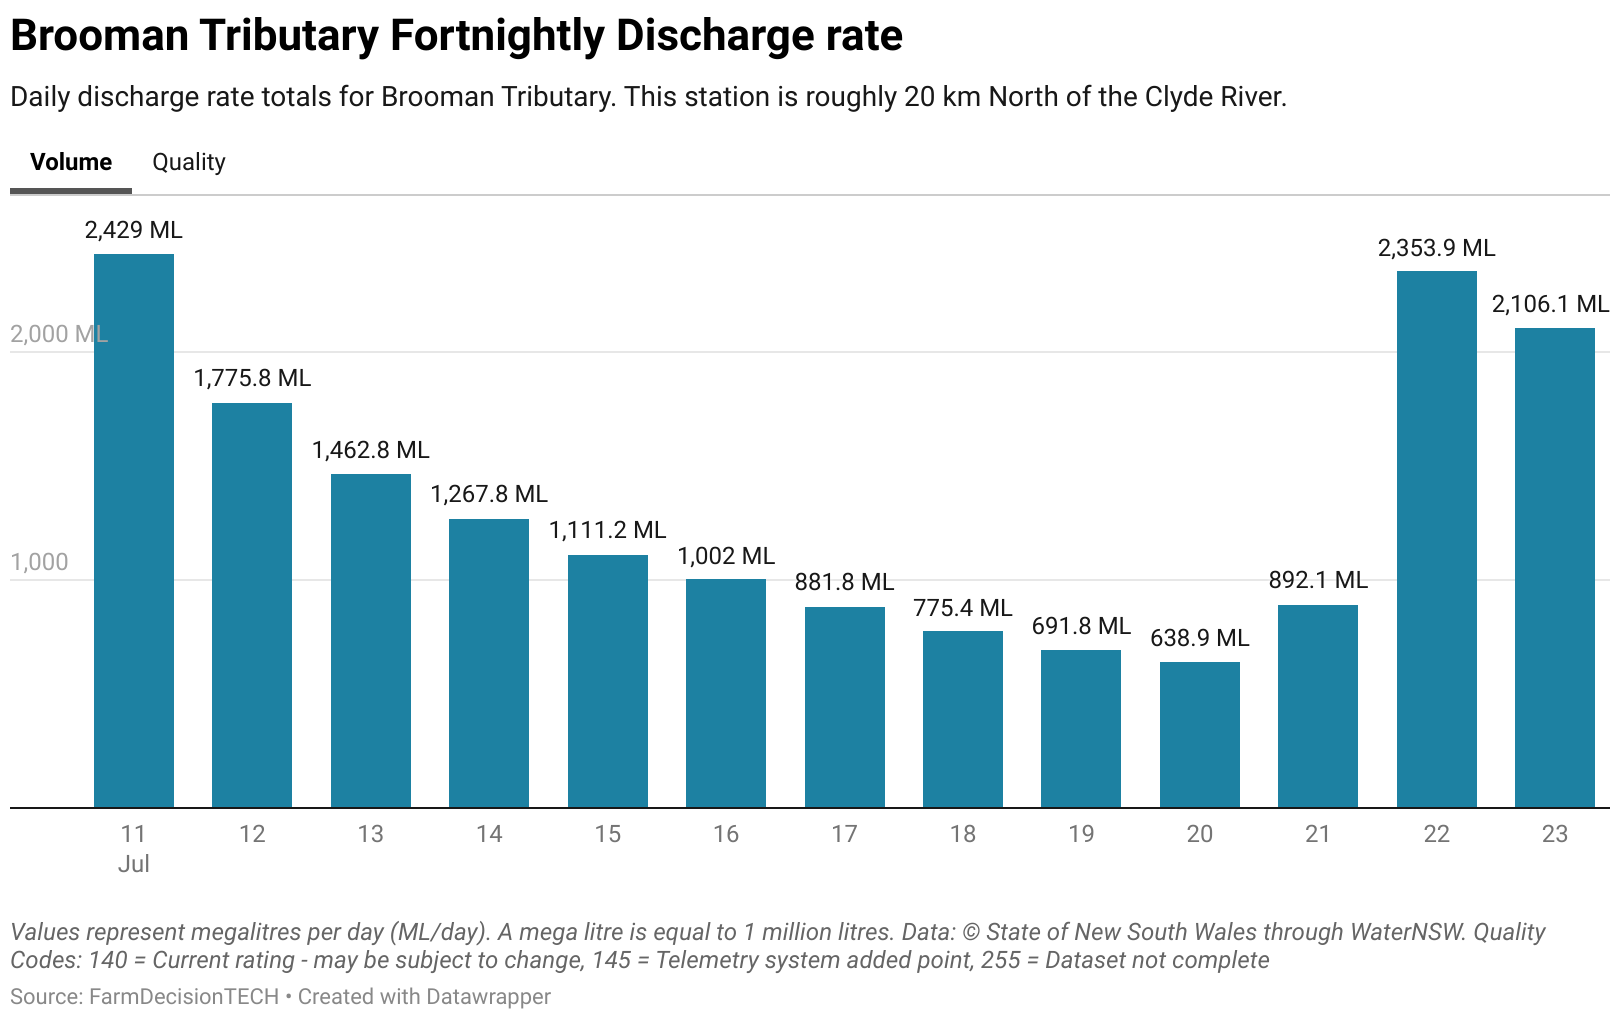 Brooman Tributary Fortnightly Discharge rate
Daily discharge rate totals for Brooman Tributary. This station is roughly 20 km North of the Clyde River.
Volume Quality
2,429 ML
2,353.9 ML
2,106.1 ML
2,000 ML
1,775.8 ML
1,462.8 ML
1,267.8 ML
1,111.2 ML
1,002 ML
1,000
881.8 ML
892.1 ML
775.4 ML
691.8 ML
638.9 ML
11 12 13 14 15 16 17 18 19 20 21 22 23
Jul
Values represent megalitres per day (ML/day). A mega litre is equal to 1 million litres. Data: © State of New South Wales through WaterNSW. Quality
Codes: 140 = Current rating - may be subject to change, 145 = Telemetry system added point, 255 = Dataset not complete
Source: FarmDecisionTECH • Created with Datawrapper